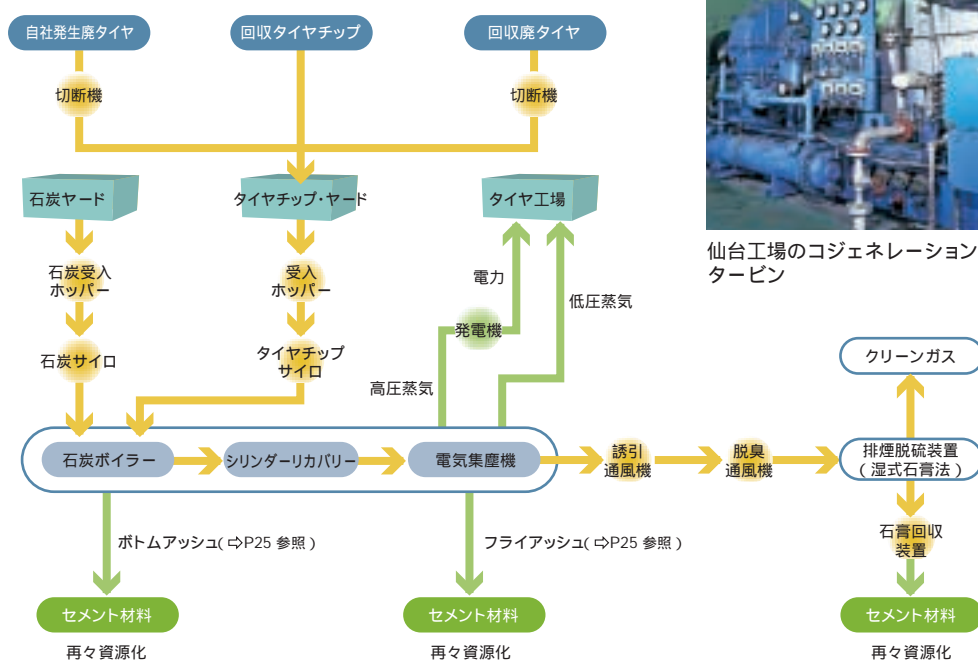 自社発生廃タイヤ
回収タイヤチップ
回収廃タイヤ
切断機
切断機
石炭ヤード
タイヤチップ・ヤード
タイヤ工場
仙台工場のコジェネレーション
タービン
石炭受入
ホッパー
受入
ホッパー
電力
低圧蒸気
発電機
石炭サイロ
タイヤチップ
サイロ
高圧蒸気
クリーンガス
石炭ボイラー
シリンダーリカバリー
電気集塵機
誘引
通風機
脱臭
通風機
排煙脱硫装置
(湿式石膏法)
ボトムアッシュ(⇨P25 参照)
フライアッシュ(⇨P25 参照)
石膏回収
装置
セメント材料
セメント材料
セメント材料
再々資源化
再々資源化
再々資源化